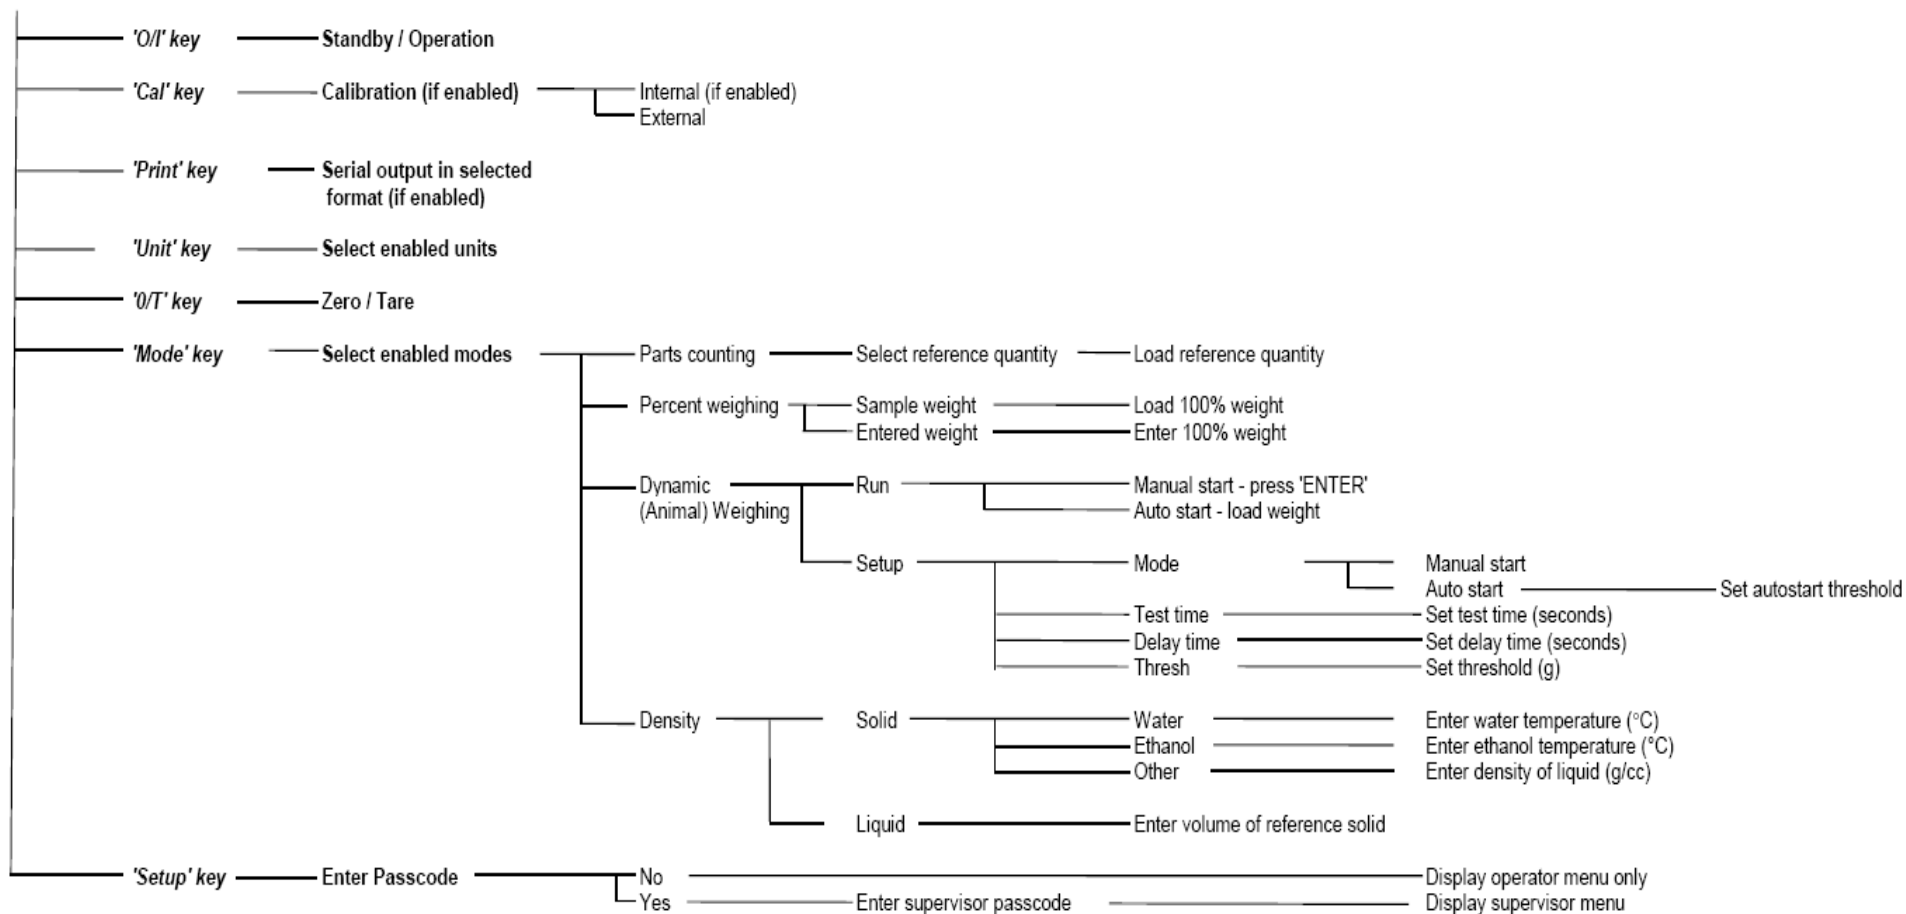 'O/I' key Standby / Operation
'Cal' key Calibration (if enabled) Internal (if enabled)
External
'Print' key Serial output in selected
format (if enabled)
'Unit' key Select enabled units
'0/T' key Zero / Tare
'Mode' key Select enabled modes Parts counting Select reference quantity Load reference quantity
Percent weighing Sample weight Load 100% weight
Entered weight Enter 100% weight
Dynamic Run Manual start - press 'ENTER'
(Animal) Weighing Auto start - load weight
Setup Mode Manual start
Auto start Set autostart threshold
Test time Set test time (seconds)
Delay time Set delay time (seconds)
Thresh Set threshold (g)
Density Solid Water Enter water temperature (°C)
Ethanol Enter ethanol temperature (°C)
Other Enter density of liquid (g/cc)
Liquid Enter volume of reference solid
'Setup' key Enter Passcode No Display operator menu only
Yes Enter supervisor passcode Display supervisor menu